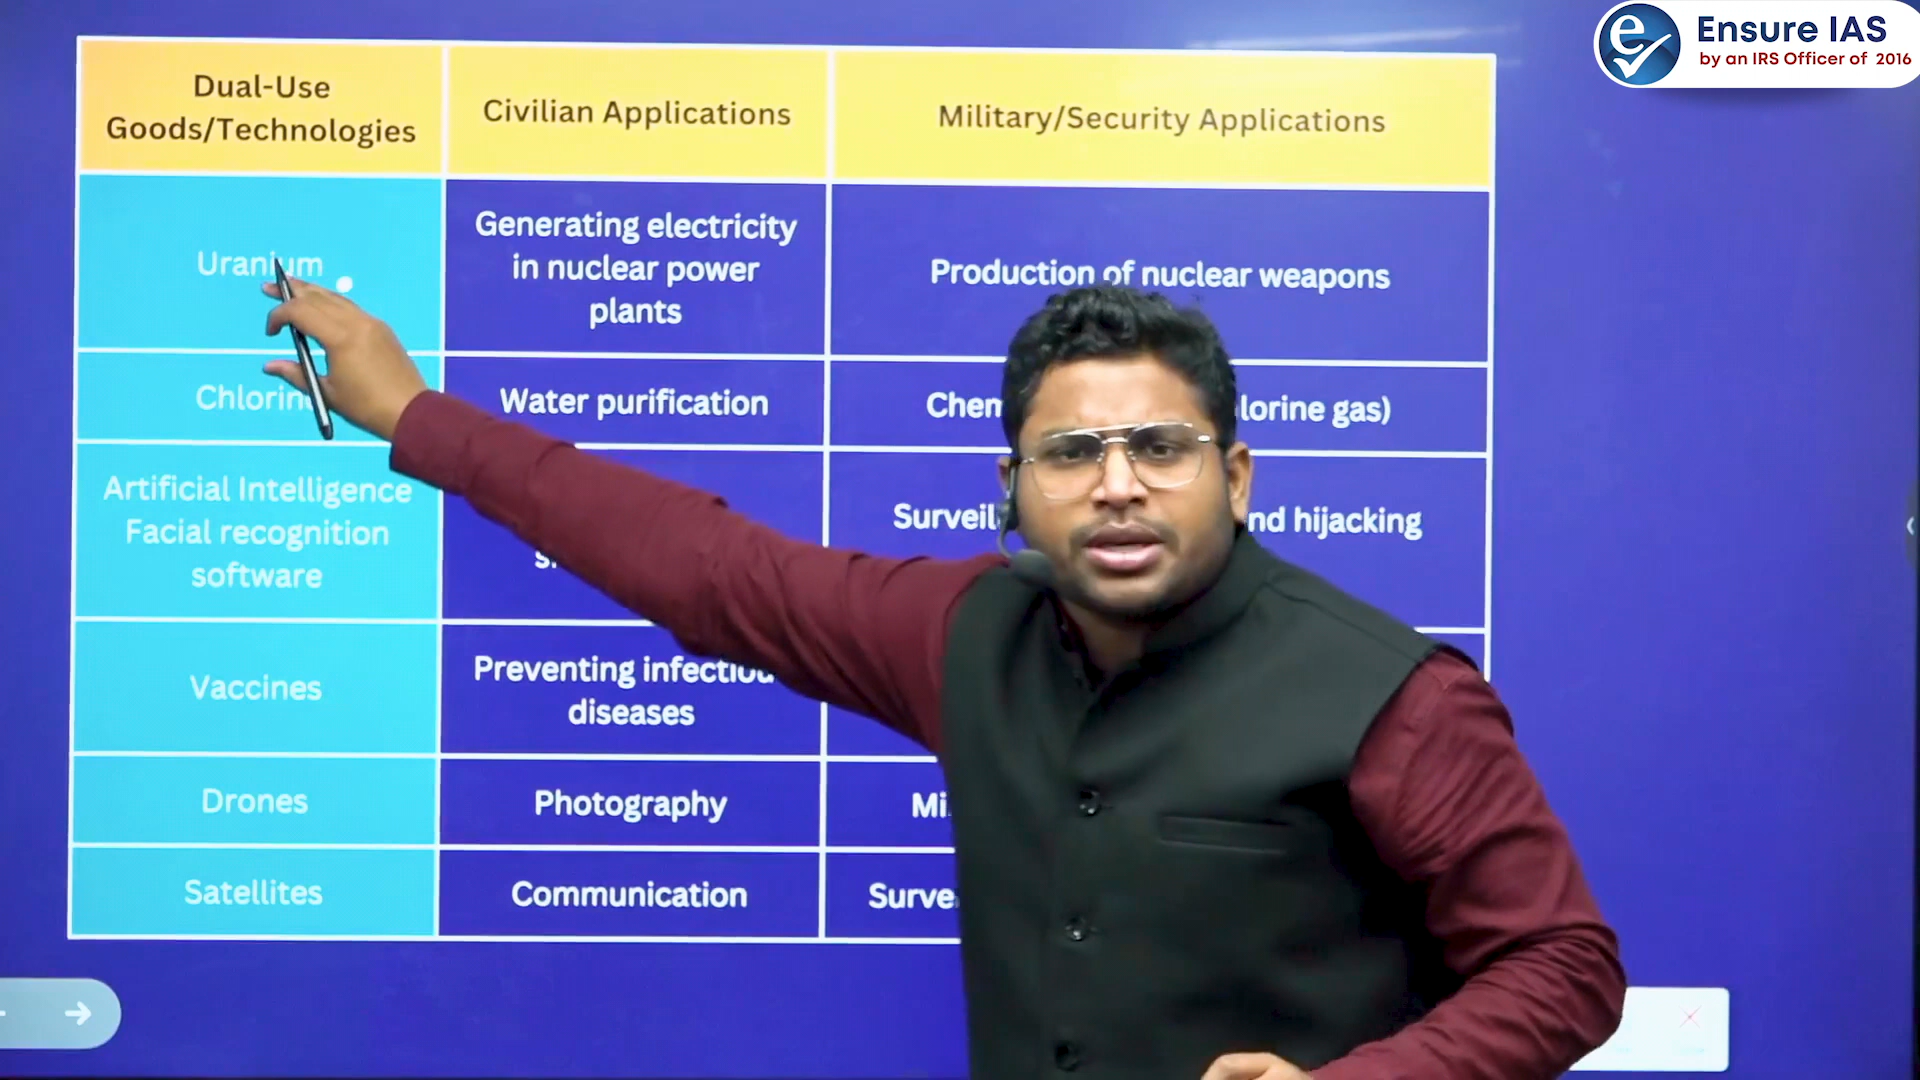 Ensure IAS
by an IRS Officer of 2016
Dual-Use
Goods/Technologies
Civilian Applications
Military/Security Applications
Uranium
Generating electricity
in nuclear power
plants
Production of nuclear weapons
Water purification
gas)
Artificial Intelligence
Facial recognition
software
hijacking
Vaccines
Preventing
diseases
Drones
Photography
Satellites
Communication